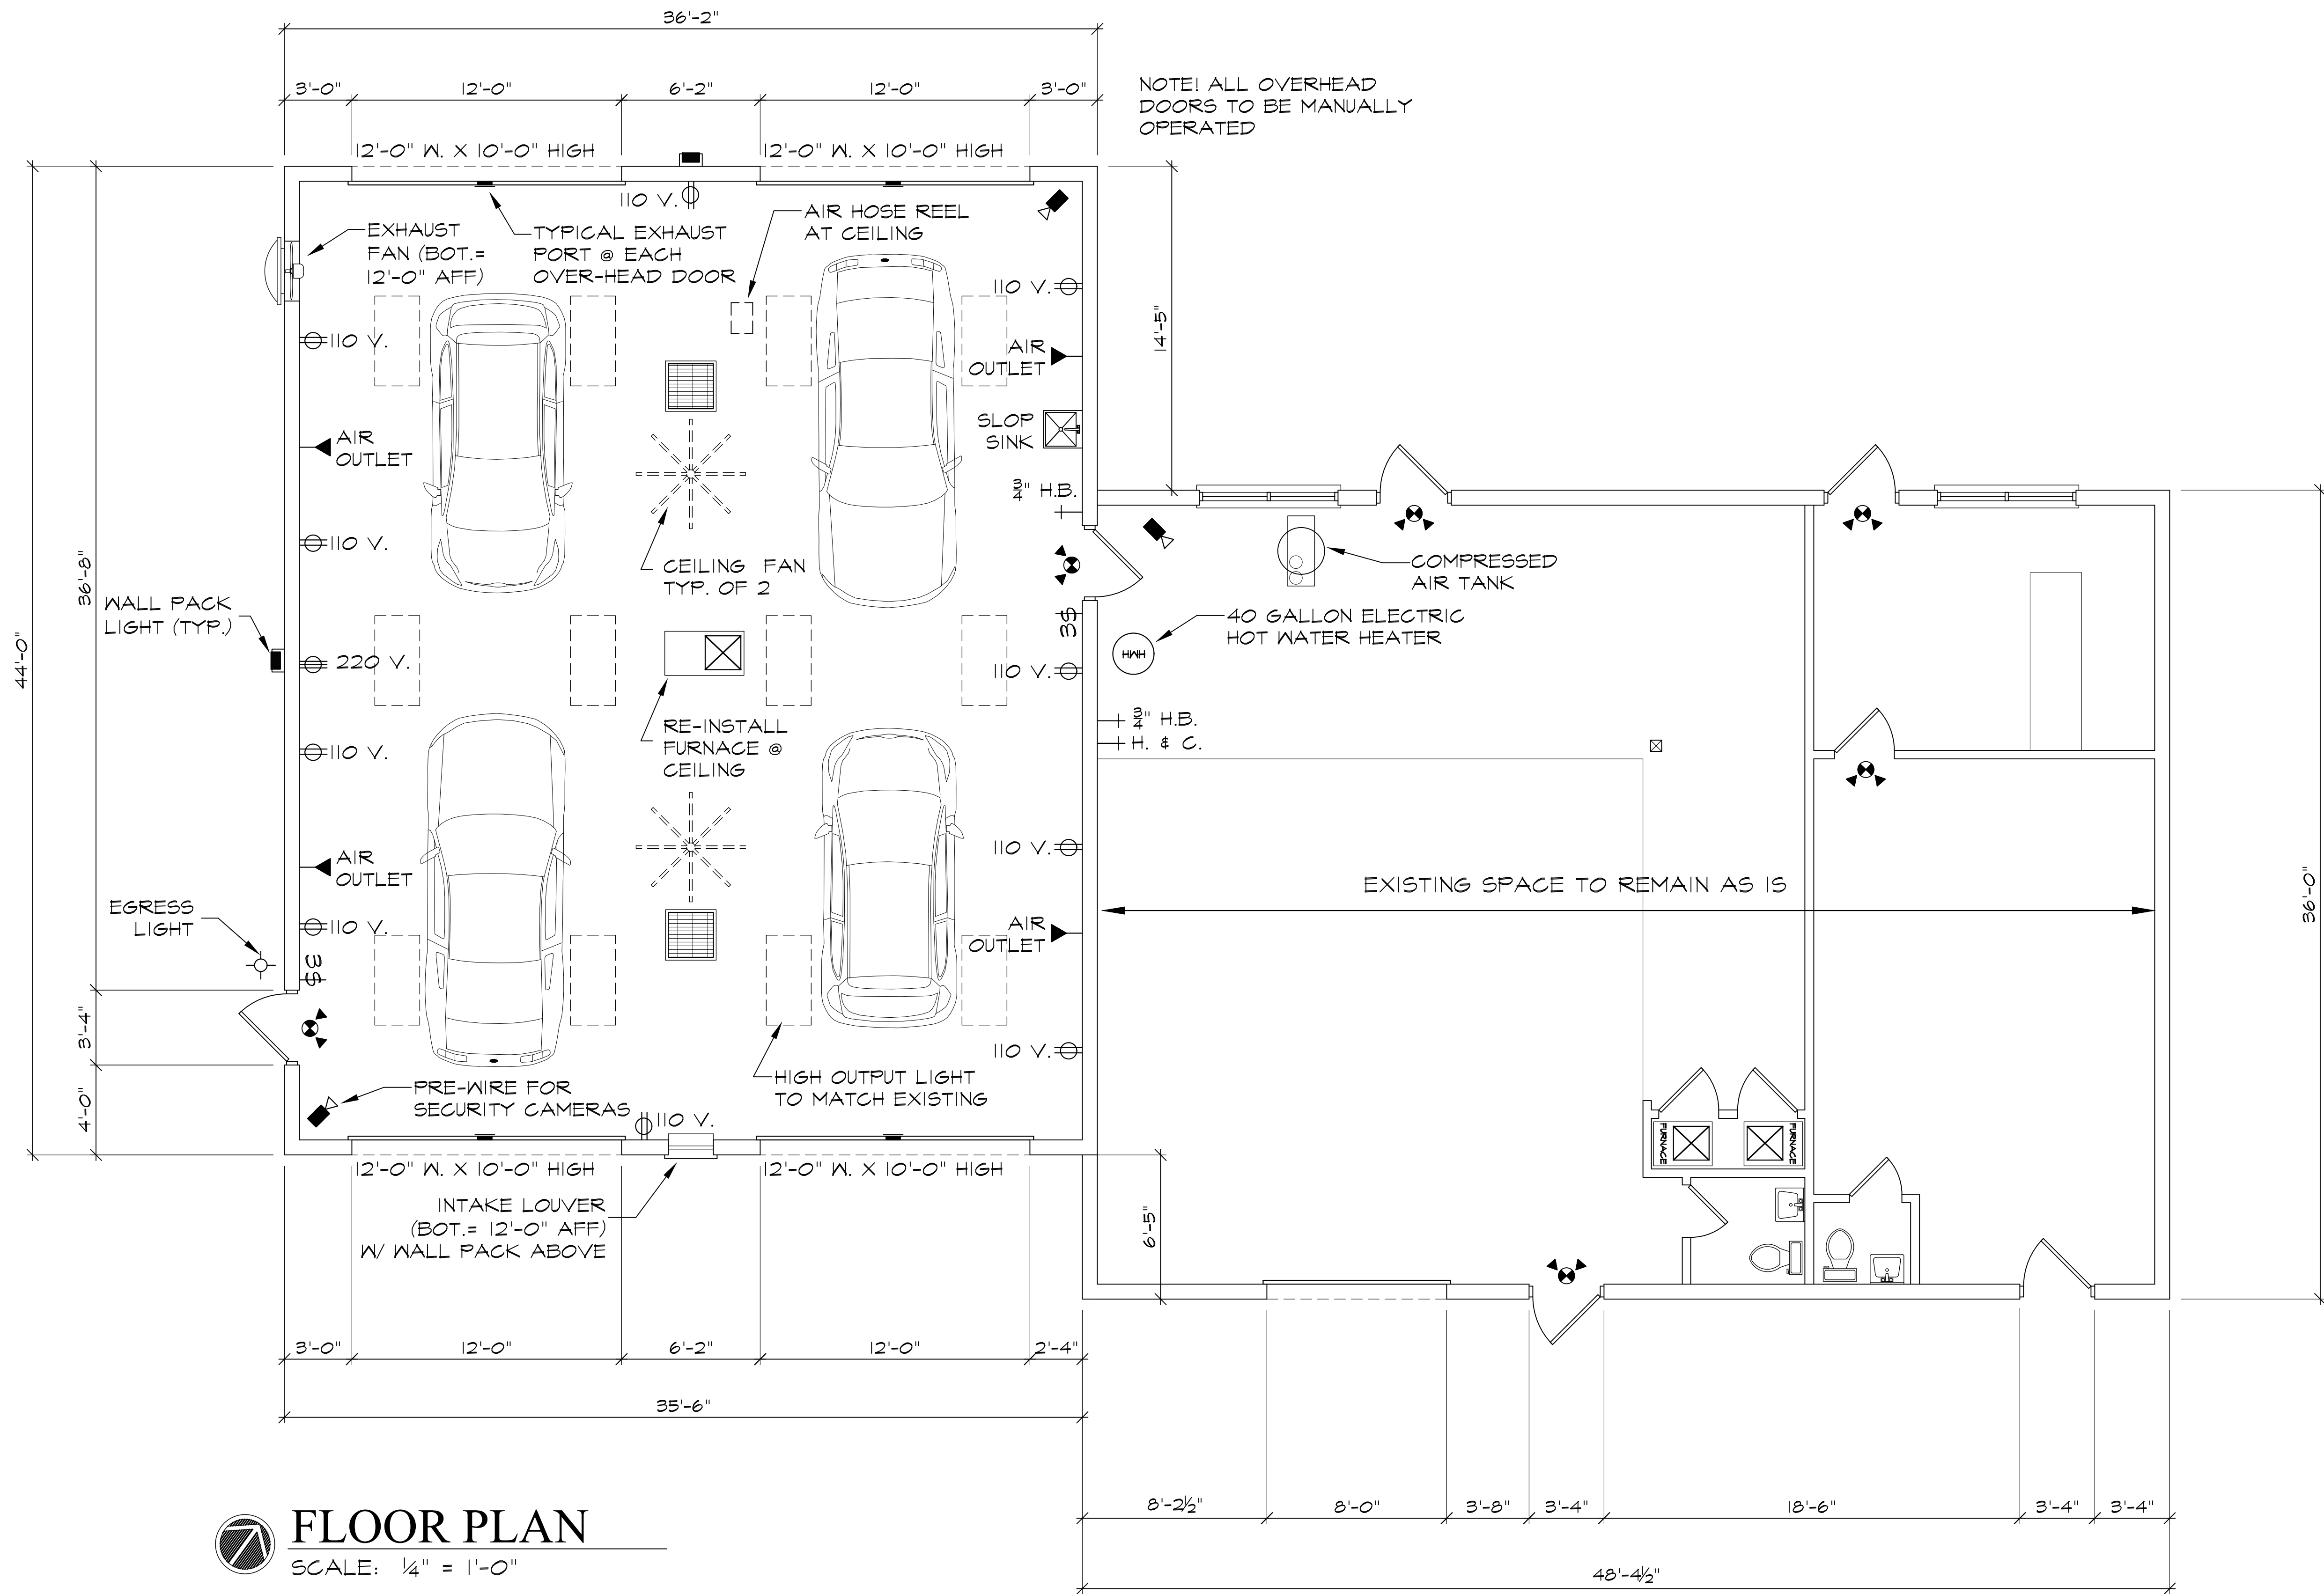 36'-2"
3'-0"
12'-0"
6'-2"
12'-0"
3'-0"
NOTE! ALL OVERHEAD
DOORS TO BE MANUALLY
OPERATED
12'-0" W. X 10'-0" HIGH
12'-0" W. X 10'-0" HIGH
110 V.
AIR HOSE REEL
AT CEILING
EXHAUST
FAN (BOT.=
12'-0" AFF)
TYPICAL EXHAUST
PORT @ EACH
OVER-HEAD DOOR
110 V.
14'-5"
110 V.
AIR
OUTLET
SLOP
SINK
AIR
OUTLET
3/4" H.B.
110 V.
36'-8"
CEILING FAN
TYP. OF 2
COMPRESSED
AIR TANK
WALL PACK
LIGHT (TYP.)
3$
40 GALLON ELECTRIC
HOT WATER HEATER
HWH
44'-0"
220 V.
110 V.
RE-INSTALL
FURNACE @
CEILING
3/4" H.B.
H. & C.
110 V.
110 V.
AIR
OUTLET
EXISTING SPACE TO REMAIN AS IS
36'-0"
EGRESS
LIGHT
110 V.
AIR
OUTLET
3$
3'-4"
110 V.
HIGH OUTPUT LIGHT
TO MATCH EXISTING
4'-0"
PRE-WIRE FOR
SECURITY CAMERAS
110 V.
FURNACE
FURNACE
12'-0" W. X 10'-0" HIGH
12'-0" W. X 10'-0" HIGH
INTAKE LOUVER
(BOT.= 12'-0" AFF)
W/ WALL PACK ABOVE
6'-5"
3'-0"
12'-0"
6'-2"
12'-0"
2'-4"
35'-6"
8'-2½"
8'-0"
3'-8"
3'-4"
18'-6"
3'-4"
3'-4"
48'-4½"
FLOOR PLAN
SCALE: ¼" = 1'-0"